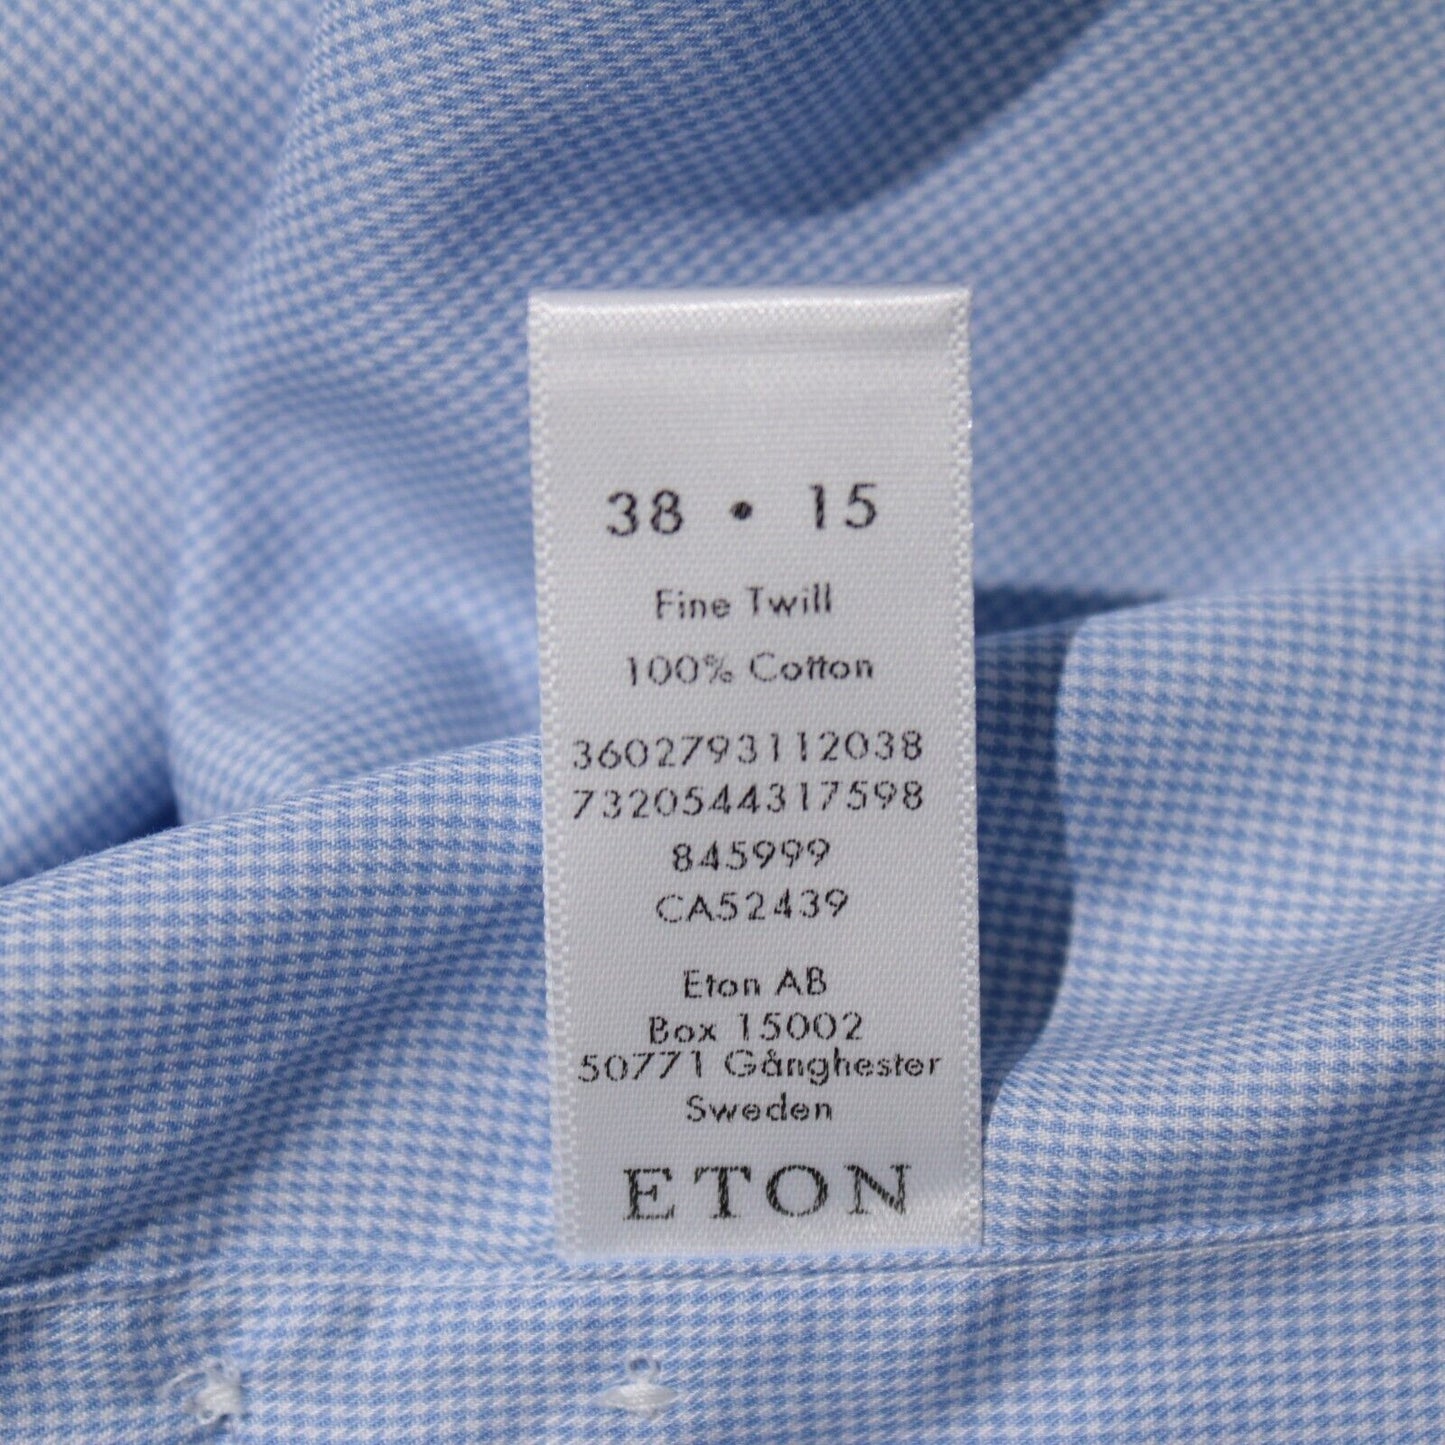 38 • 15
Fine Twill
100% Cotton
3602793112038
7320544317598
845999
CA52439
Eton AB
Box 15002
50771 Gånghester
Sweden
ETON